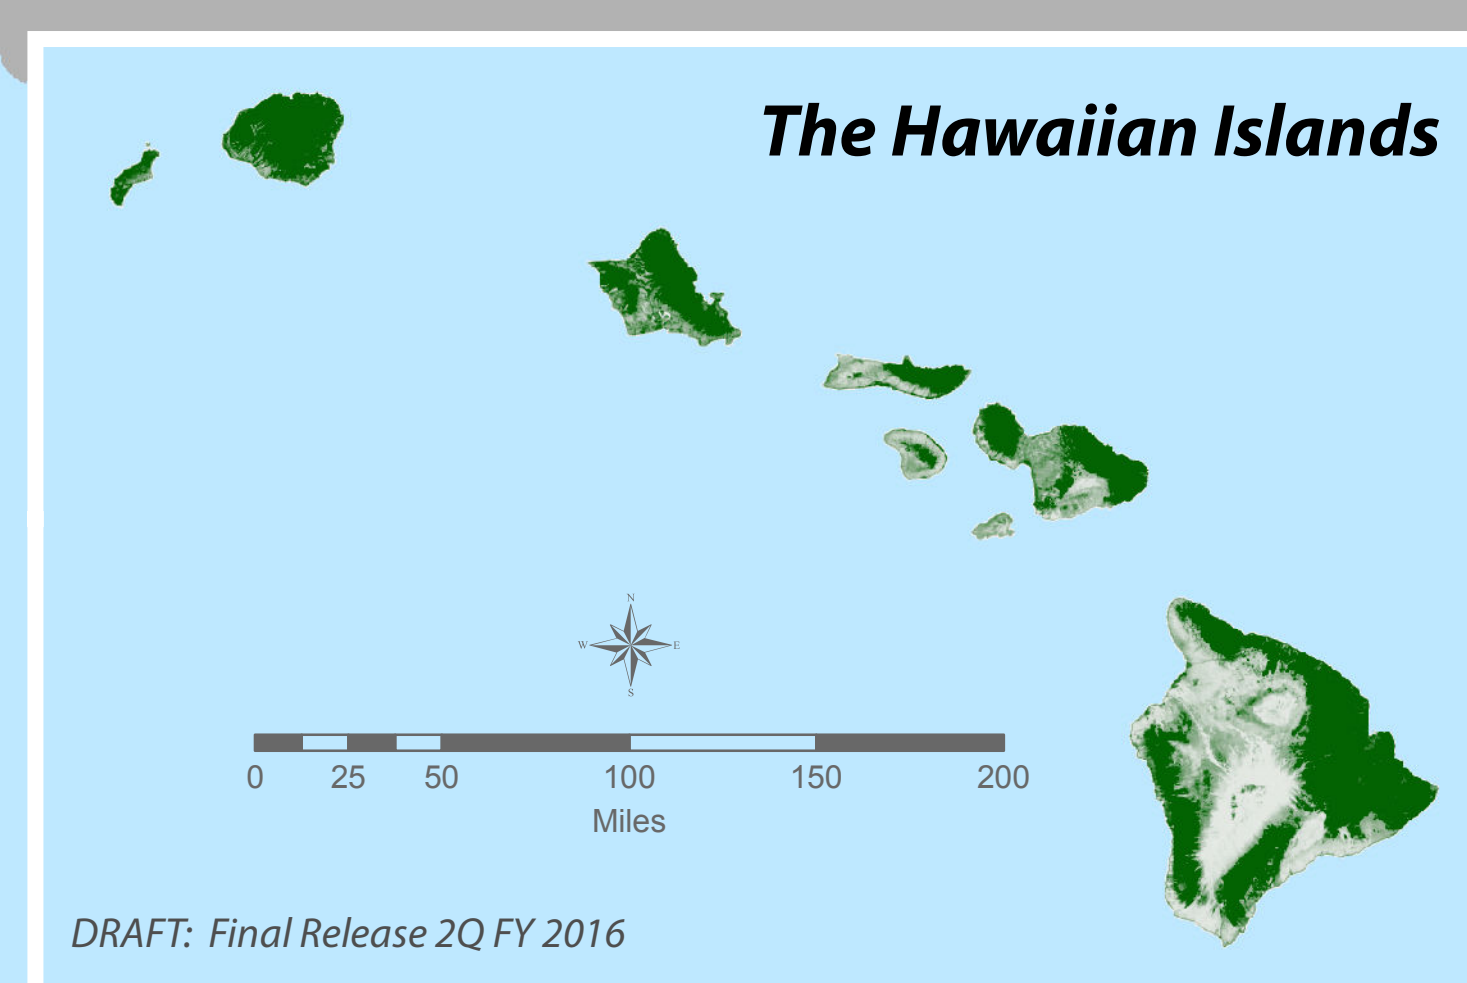 The Hawaiian Islands
N
W E
S
0 25 50 100 150 200
Miles
DRAFT: Final Release 2Q FY 2016